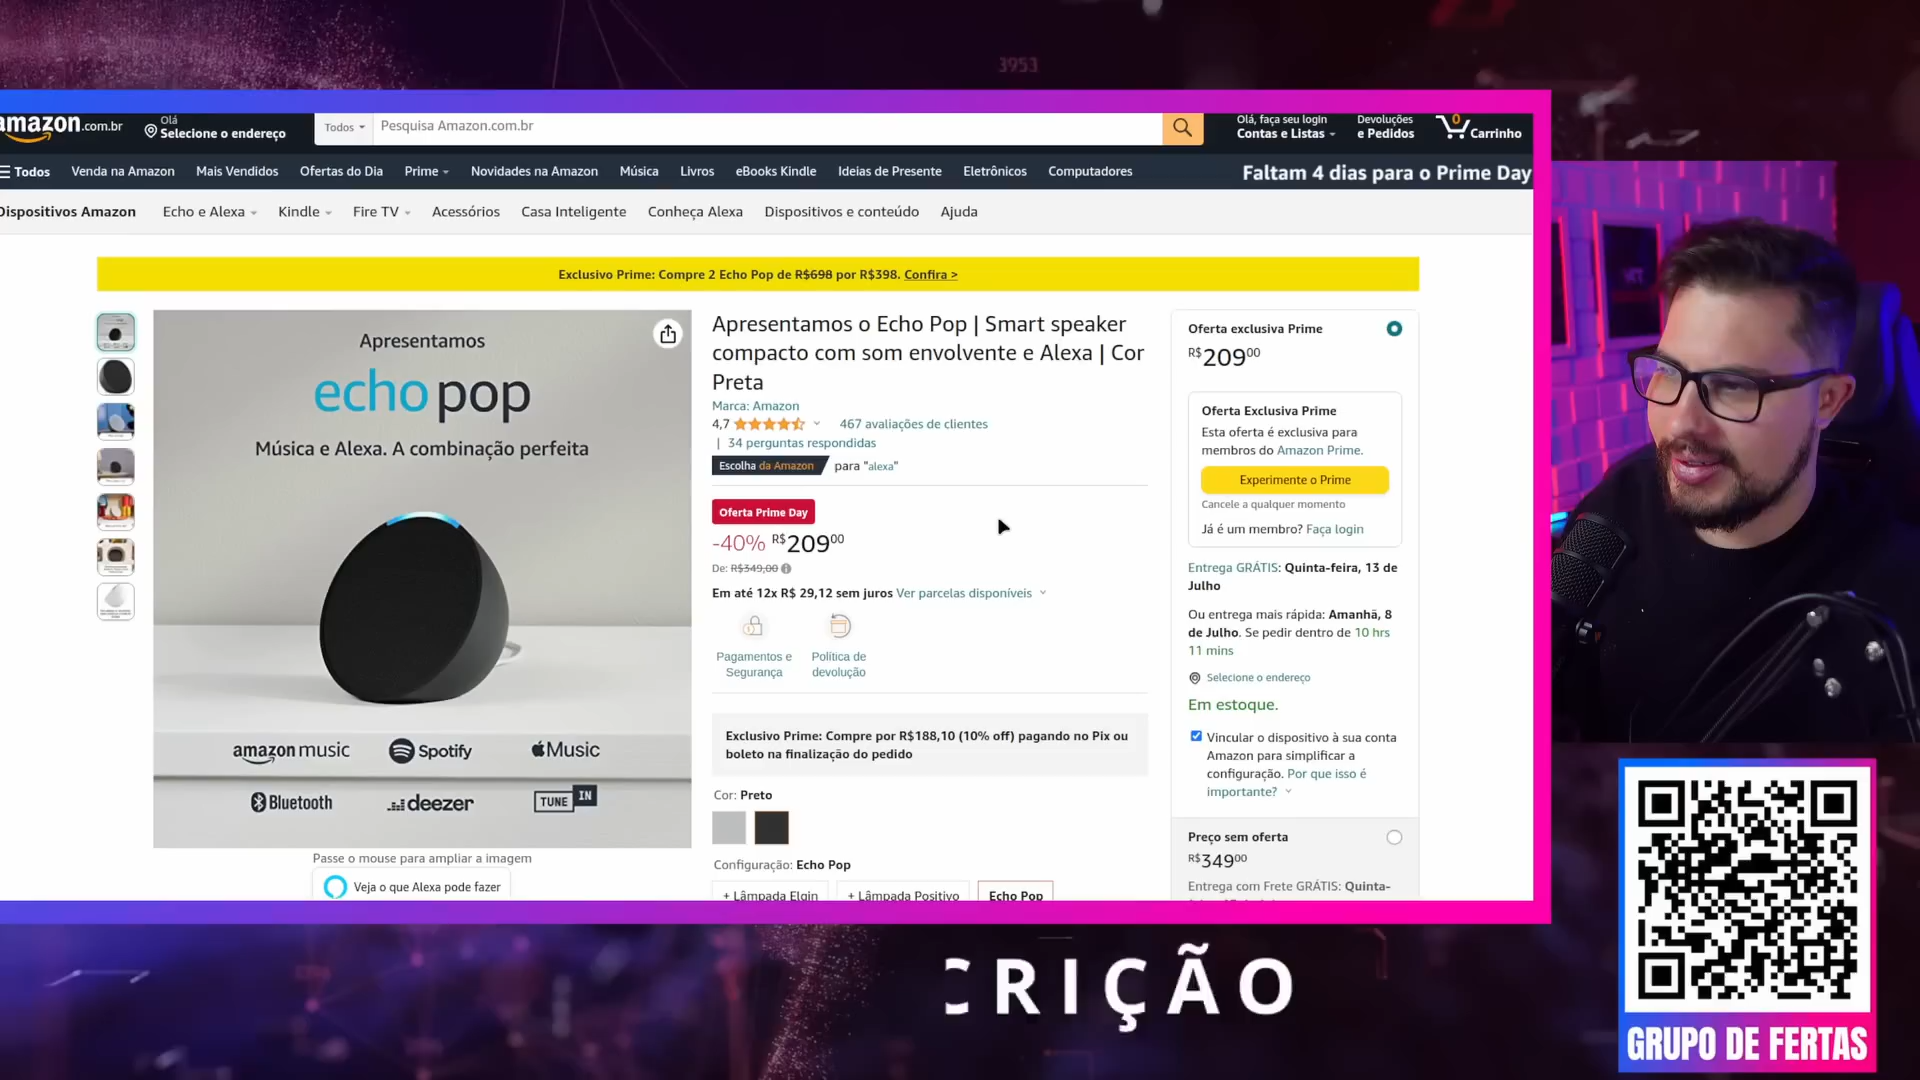 3953
amazon.com.br
Olá
Selecione o endereço
Todos
Pesquisa Amazon.com.br
Olá, faça seu login
Contas e Listas
Devoluções
e Pedidos
0
Carrinho
Todos
Venda na Amazon
Mais Vendidos
Ofertas do Dia
Prime
Novidades na Amazon
Música
Livros
eBooks Kindle
Ideias de Presente
Eletrônicos
Computadores
Faltam 4 dias para o Prime Day
Dispositivos Amazon
Echo e Alexa
Kindle
Fire TV
Acessórios
Casa Inteligente
Conheça Alexa
Dispositivos e conteúdo
Ajuda
Exclusivo Prime: Compre 2 Echo Pop de R$698 por R$398. Confira >
Apresentamos
echo pop
Música e Alexa. A combinação perfeita
amazon music
Spotify
Music
Bluetooth
deezer
TUNE IN
Passe o mouse para ampliar a imagem
Veja o que Alexa pode fazer
Apresentamos o Echo Pop | Smart speaker
compacto com som envolvente e Alexa | Cor
Preta
Marca: Amazon
4,7
467 avaliações de clientes
| 34 perguntas respondidas
Escolha da Amazon para "alexa"
Oferta Prime Day
-40% R$20900
De: R$349,00
Em até 12x R$ 29,12 sem juros Ver parcelas disponíveis
Pagamentos e
Segurança
Política de
devolução
Exclusivo Prime: Compre por R$188,10 (10% off) pagando no Pix ou
boleto na finalização do pedido
Cor: Preto
Configuração: Echo Pop
+ Lâmpada Elgin
+ Lâmpada Positivo
Echo Pop
Oferta exclusiva Prime
R$20900
Oferta Exclusiva Prime
Esta oferta é exclusiva para
membros do Amazon Prime.
Experimente o Prime
Cancele a qualquer momento
Já é um membro? Faça login
Entrega GRÁTIS: Quinta-feira, 13 de
Julho
Ou entrega mais rápida: Amanhã, 8
de Julho. Se pedir dentro de 10 hrs
11 mins
Selecione o endereço
Em estoque.
Vincular o dispositivo à sua conta
Amazon para simplificar a
configuração. Por que isso é
importante?
Preço sem oferta
R$34900
Entrega com Frete GRÁTIS: Quinta-
CRIÇÃO
GRUPO DE FERTAS